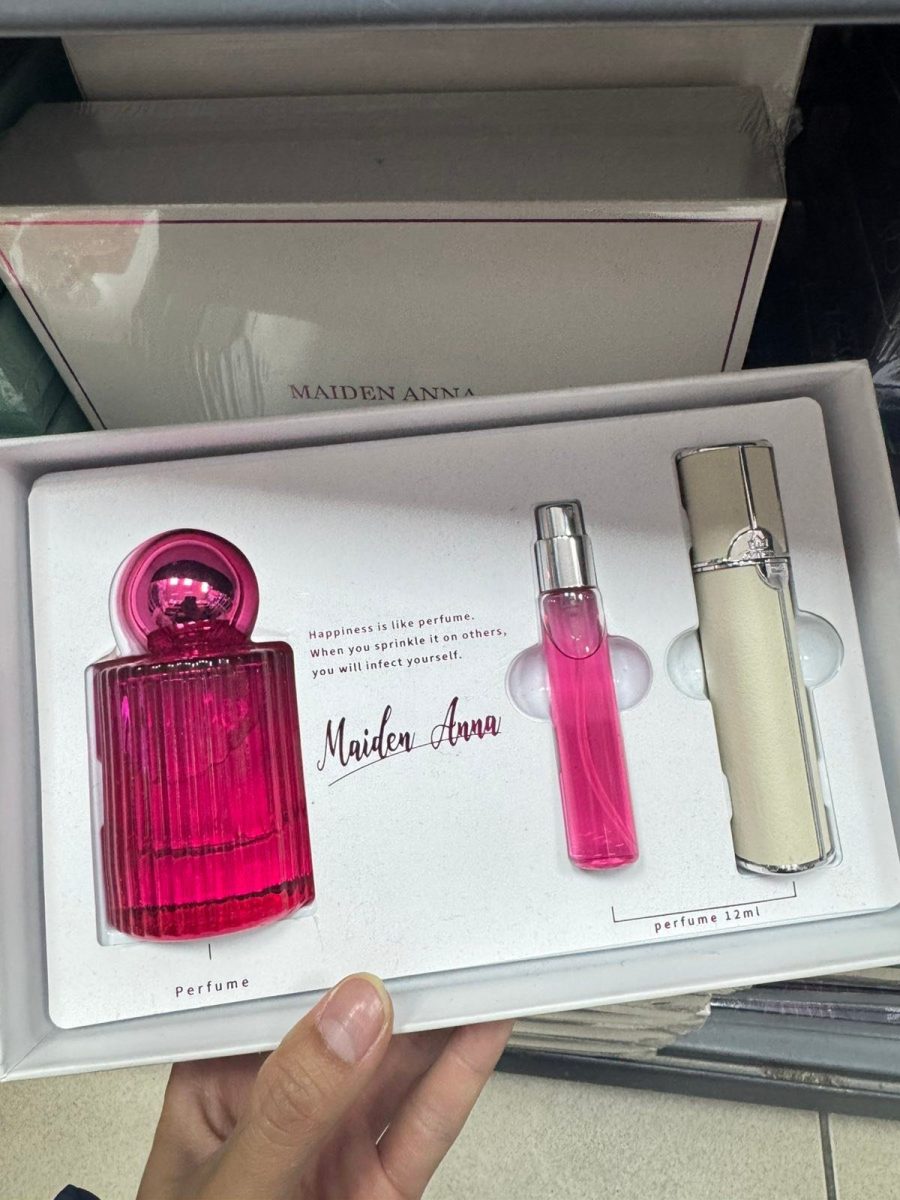 MAIDEN ANNA
Happiness is like perfume.
When you sprinkle it on others,
you will infect yourself.
Maiden Anna
perfume 12ml
Perfume